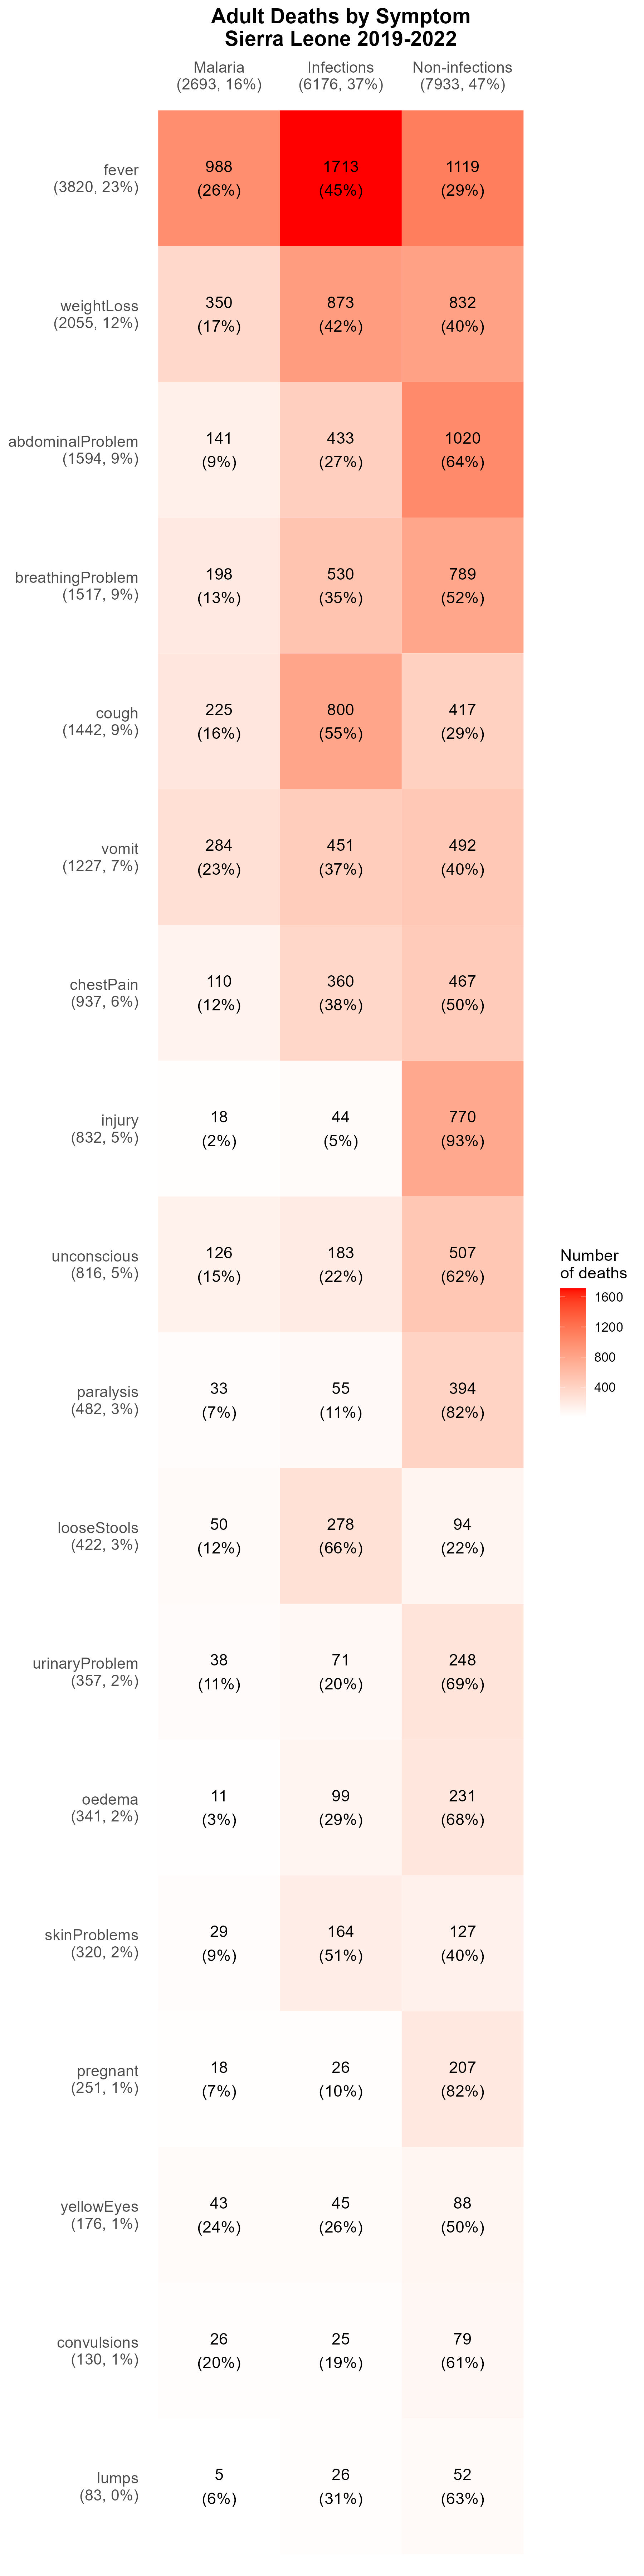 Adult Deaths by Symptom
Sierra Leone 2019-2022
Malaria Infections Non-infections
(2693, 16%) (6176, 37%) (7933, 47%)
fever
(3820, 23%)
988 1713 1119
(26%) (45%) (29%)
weightLoss
(2055, 12%)
350 873 832
(17%) (42%) (40%)
abdominalProblem
(1594, 9%)
141 433 1020
(9%) (27%) (64%)
breathingProblem
(1517, 9%)
198 530 789
(13%) (35%) (52%)
cough
(1442, 9%)
225 800 417
(16%) (55%) (29%)
vomit
(1227, 7%)
284 451 492
(23%) (37%) (40%)
chestPain
(937, 6%)
110 360 467
(12%) (38%) (50%)
injury
(832, 5%)
18 44 770
(2%) (5%) (93%)
unconscious
(816, 5%)
126 183 507
(15%) (22%) (62%)
paralysis
(482, 3%)
33 55 394
(7%) (11%) (82%)
looseStools
(422, 3%)
50 278 94
(12%) (66%) (22%)
urinaryProblem
(357, 2%)
38 71 248
(11%) (20%) (69%)
oedema
(341, 2%)
11 99 231
(3%) (29%) (68%)
skinProblems
(320, 2%)
29 164 127
(9%) (51%) (40%)
pregnant
(251, 1%)
18 26 207
(7%) (10%) (82%)
yellowEyes
(176, 1%)
43 45 88
(24%) (26%) (50%)
convulsions
(130, 1%)
26 25 79
(20%) (19%) (61%)
lumps
(83, 0%)
5 26 52
(6%) (31%) (63%)
Number
of deaths
1600
1200
800
400